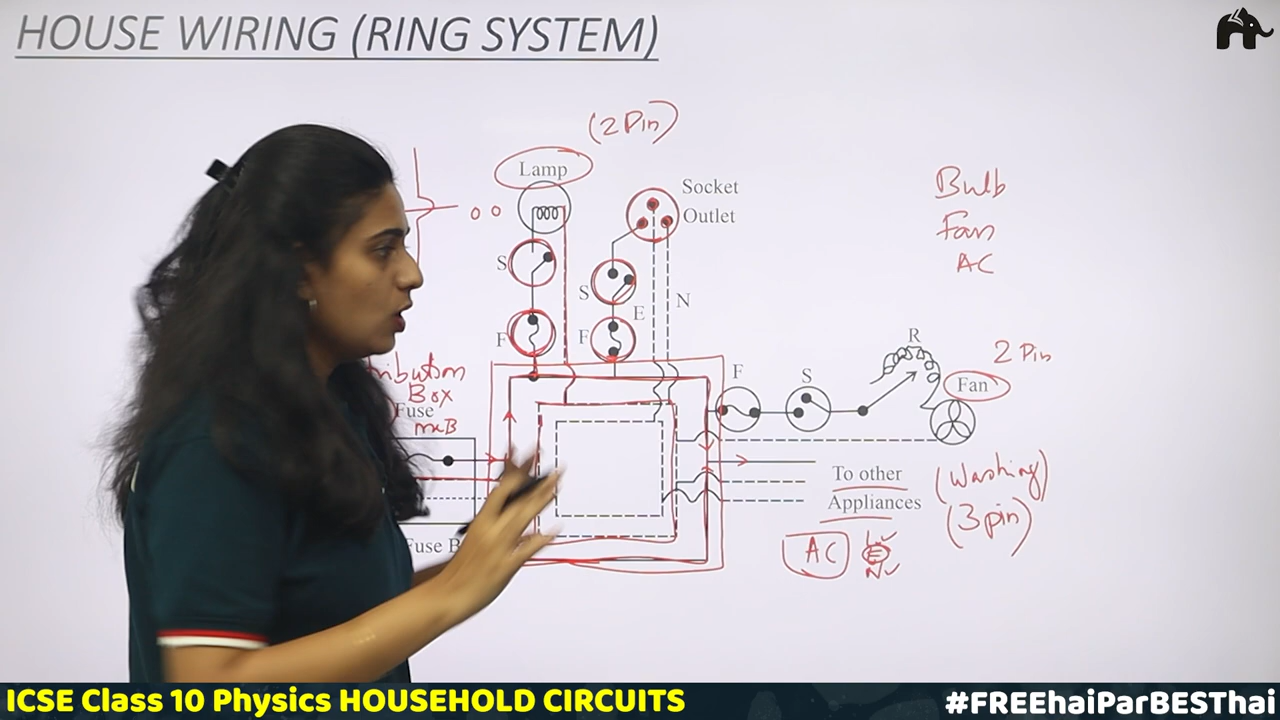 HOUSE WIRING (RING SYSTEM)
(2 Pin)
Lamp
Socket
Outlet
S
S
E
N
F
F
Bulb
Fan
AC
R
2 Pin
F
S
Fan
tribution
Box
Fuse
To other
Appliances
(Washing)
(3 pin)
AC
L
E
N
Fuse B
ICSE Class 10 Physics HOUSEHOLD CIRCUITS
#FREEhaiParBESThai